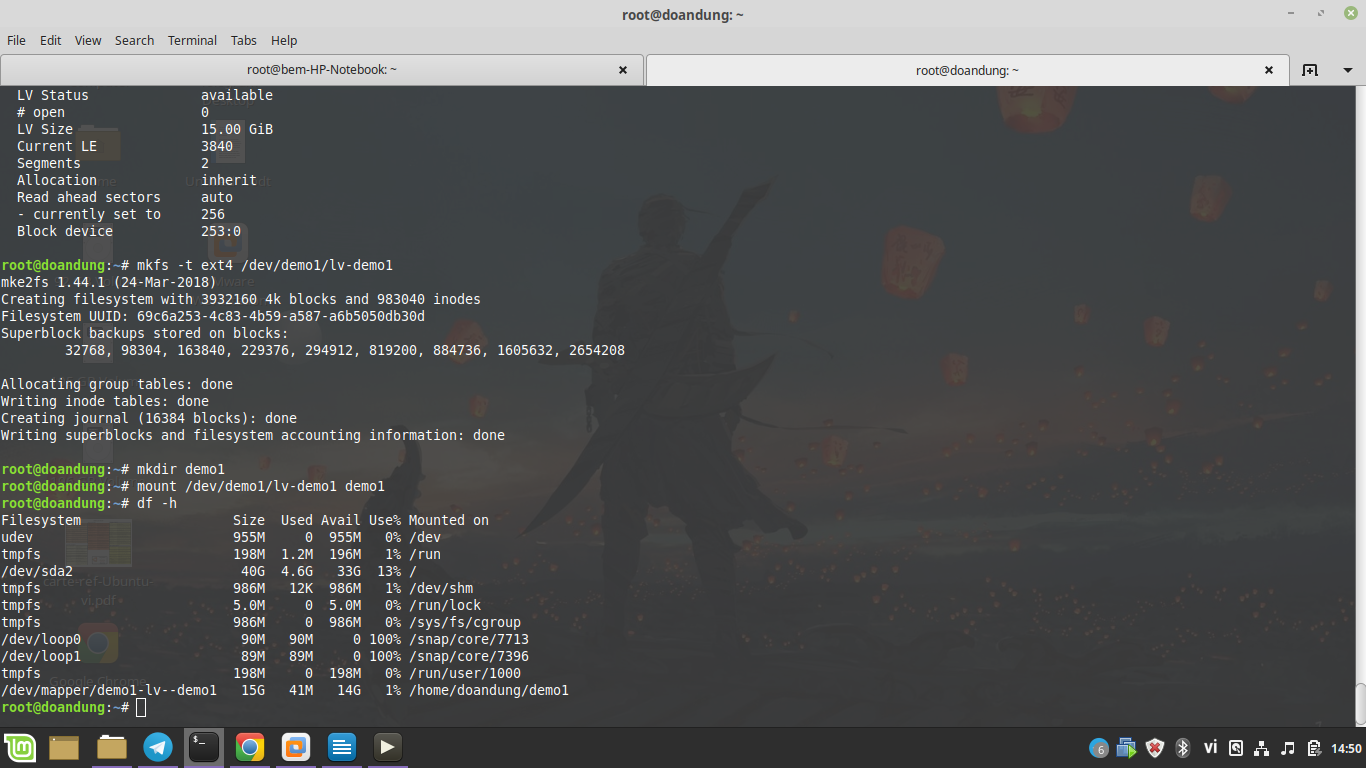 root@doandung: ~
File Edit View Search Terminal Tabs Help
root@bem-HP-Notebook: ~
root@doandung: ~
LV Status available
# open 0
LV Size 15.00 GiB
Current LE 3840
Segments 2
Allocation inherit
Read ahead sectors auto
- currently set to 256
Block device 253:0
root@doandung:~# mkfs -t ext4 /dev/demo1/lv-demo1
mke2fs 1.44.1 (24-Mar-2018)
Creating filesystem with 3932160 4k blocks and 983040 inodes
Filesystem UUID: 69c6a253-4c83-4b59-a587-a6b5050db30d
Superblock backups stored on blocks:
32768, 98304, 163840, 229376, 294912, 819200, 884736, 1605632, 2654208
Allocating group tables: done
Writing inode tables: done
Creating journal (16384 blocks): done
Writing superblocks and filesystem accounting information: done
root@doandung:~# mkdir demo1
root@doandung:~# mount /dev/demo1/lv-demo1 demo1
root@doandung:~# df -h
Filesystem Size Used Avail Use% Mounted on
udev 955M 0 955M 0% /dev
tmpfs 198M 1.2M 196M 1% /run
/dev/sda2 40G 4.6G 33G 13% /
tmpfs 986M 12K 986M 1% /dev/shm
tmpfs 5.0M 0 5.0M 0% /run/lock
tmpfs 986M 0 986M 0% /sys/fs/cgroup
/dev/loop0 90M 90M 0 100% /snap/core/7713
/dev/loop1 89M 89M 0 100% /snap/core/7396
tmpfs 198M 0 198M 0% /run/user/1000
/dev/mapper/demo1-lv--demo1 15G 41M 14G 1% /home/doandung/demo1
root@doandung:~#
carte-ref-Ubuntu-
vi.pdf
Google Chrome
6
vi
14:50